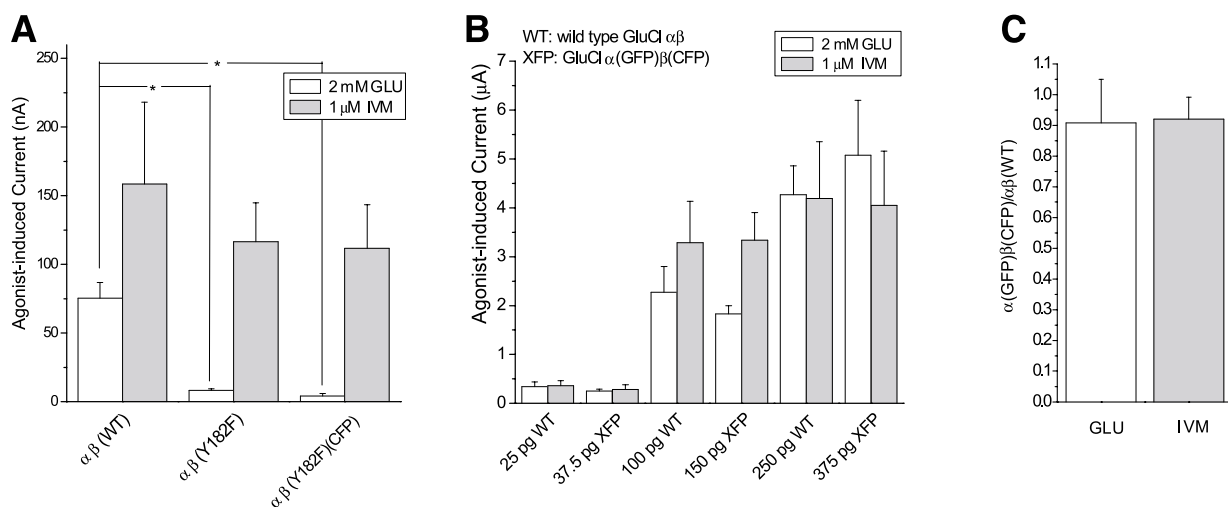 A
Agonist-induced Current (nA)
250
200
150
100
75
50
25
0
*
*
2 mM GLU
1 μM IVM
α β (WT)
α β (Y182F)
α β (Y182F)(CFP)
B
WT: wild type GluCl αβ
XFP: GluCl α(GFP)β(CFP)
2 mM GLU
1 μM IVM
Agonist-induced Current (μA)
7
6
5
4
3
2
1
0
25 pg WT
37.5 pg XFP
100 pg WT
150 pg XFP
250 pg WT
375 pg XFP
C
α(GFP)β(CFP)/αβ(WT)
1.1
1.0
0.9
0.8
0.7
0.6
0.5
0.4
0.3
0.2
0.1
0.0
GLU
IVM